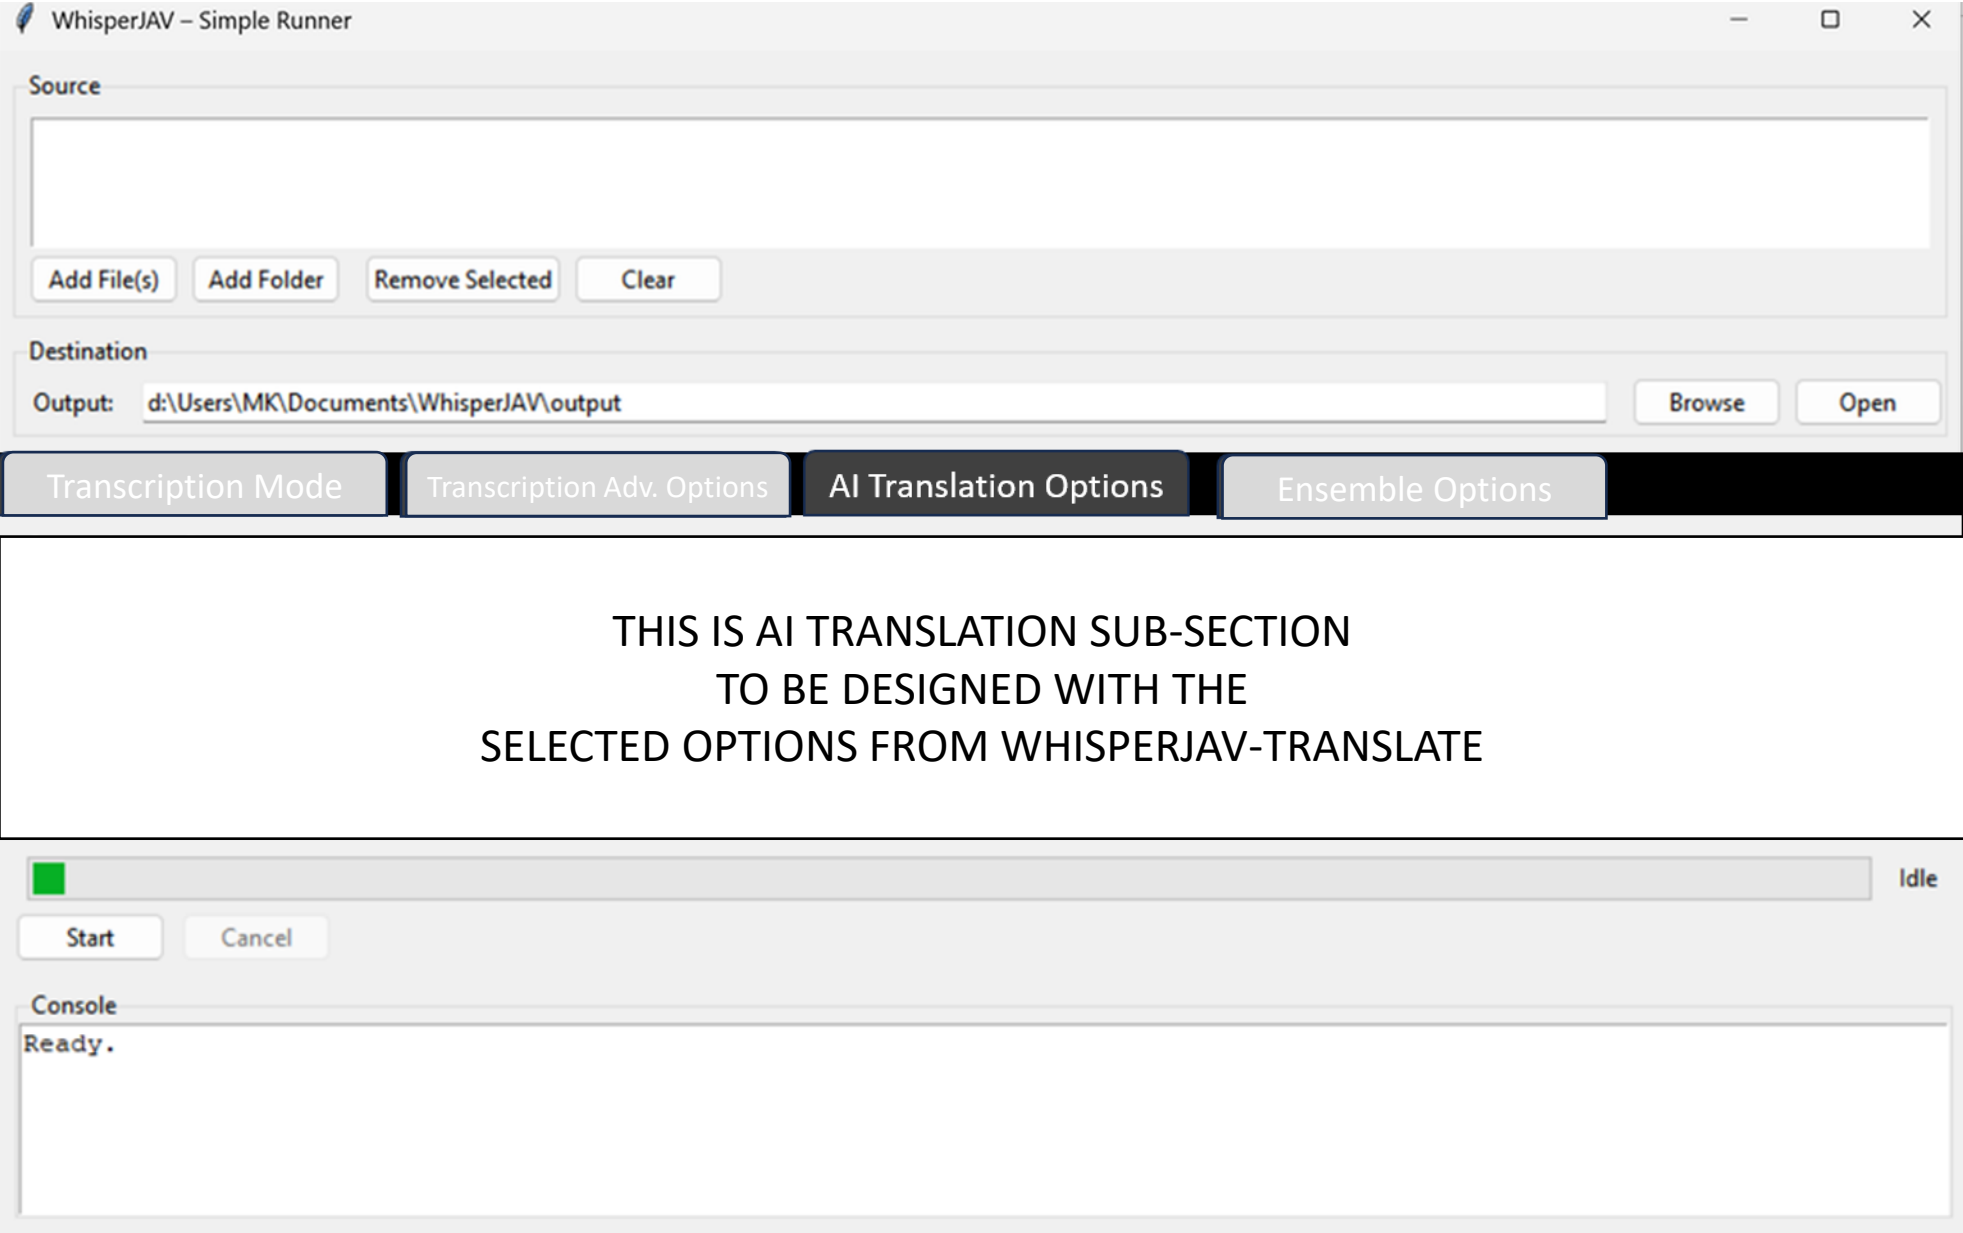 WhisperJAV – Simple Runner
Source
Add File(s) Add Folder Remove Selected Clear
Destination
Output: d:\Users\MK\Documents\WhisperJAV\output Browse Open
Transcription Mode Transcription Adv. Options AI Translation Options Ensemble Options
THIS IS AI TRANSLATION SUB-SECTION
TO BE DESIGNED WITH THE
SELECTED OPTIONS FROM WHISPERJAV-TRANSLATE
Idle
Start Cancel
Console
Ready.